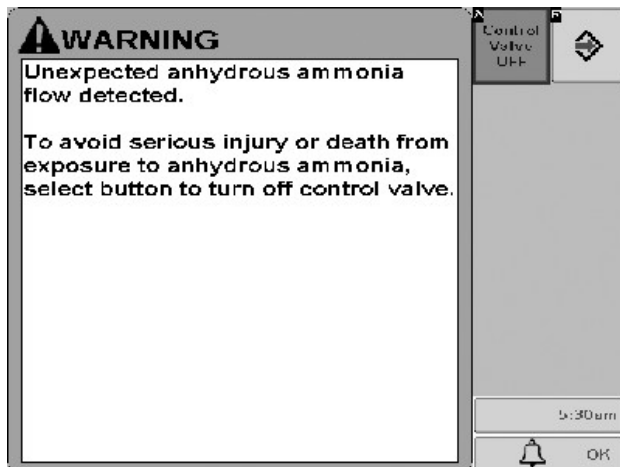 WARNING
Unexpected anhydrous ammonia
flow detected.
To avoid serious injury or death from
exposure to anhydrous ammonia,
select button to turn off control valve.
A
Control
Valve
OFF
5:30am
OK